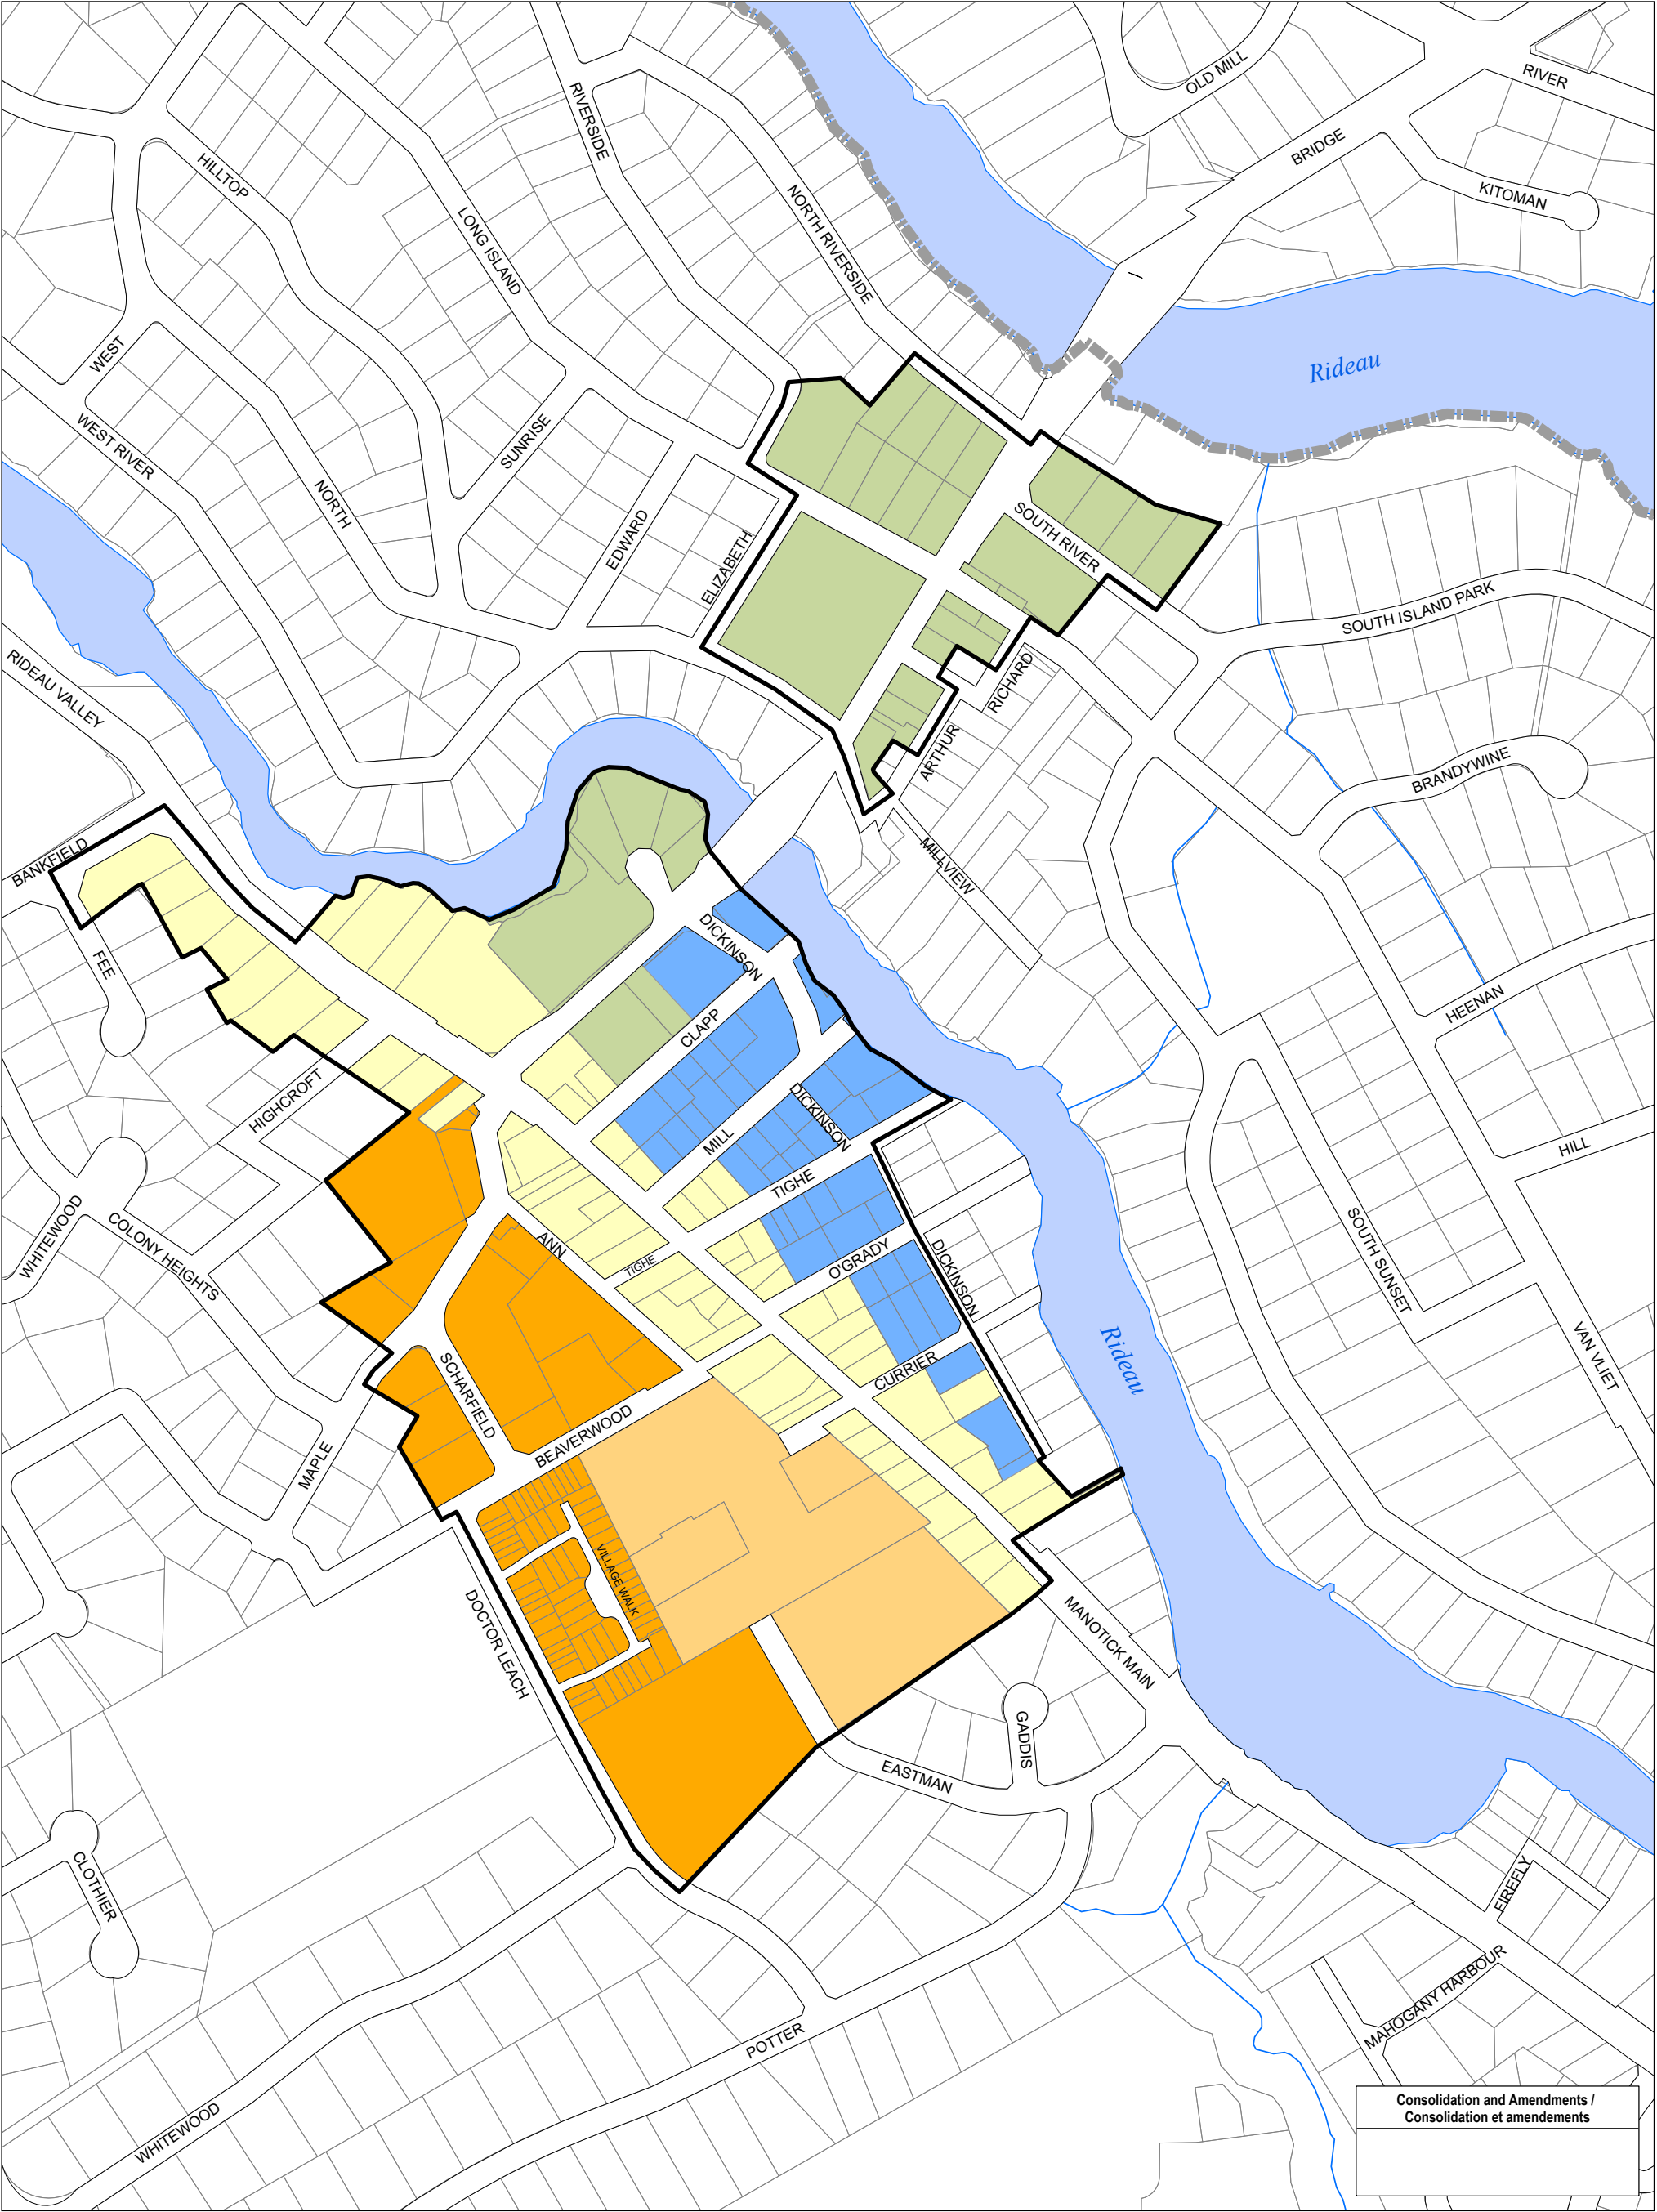 OLD MILL
RIVER
RIVERSIDE
BRIDGE
HILLTOP
KITOMAN
NORTH RIVERSIDE
LONG ISLAND
Rideau
WEST
WEST RIVER
SUNRISE
NORTH
EDWARD
ELIZABETH
SOUTH RIVER
SOUTH ISLAND PARK
RIDEAU VALLEY
RICHARD
ARTHUR
BRANDYWINE
BANKFIELD
MILLVIEW
FEE
DICKINSON
CLAPP
HEENAN
HIGHCROFT
MILL
DICKINSON
HILL
TIGHE
WHITEWOOD
COLONY HEIGHTS
ANN
TIGHE
O'GRADY
DICKINSON
SOUTH SUNSET
Rideau
VAN VLIET
SCHARFIELD
CURRIER
BEAVERWOOD
MAPLE
VILLAGE WALK
DOCTOR LEACH
MANOTICK MAIN
GADDIS
EASTMAN
CLOTHIER
FIREFLY
MAHOGANY HARBOUR
POTTER
WHITEWOOD
Consolidation and Amendments /
Consolidation et amendements